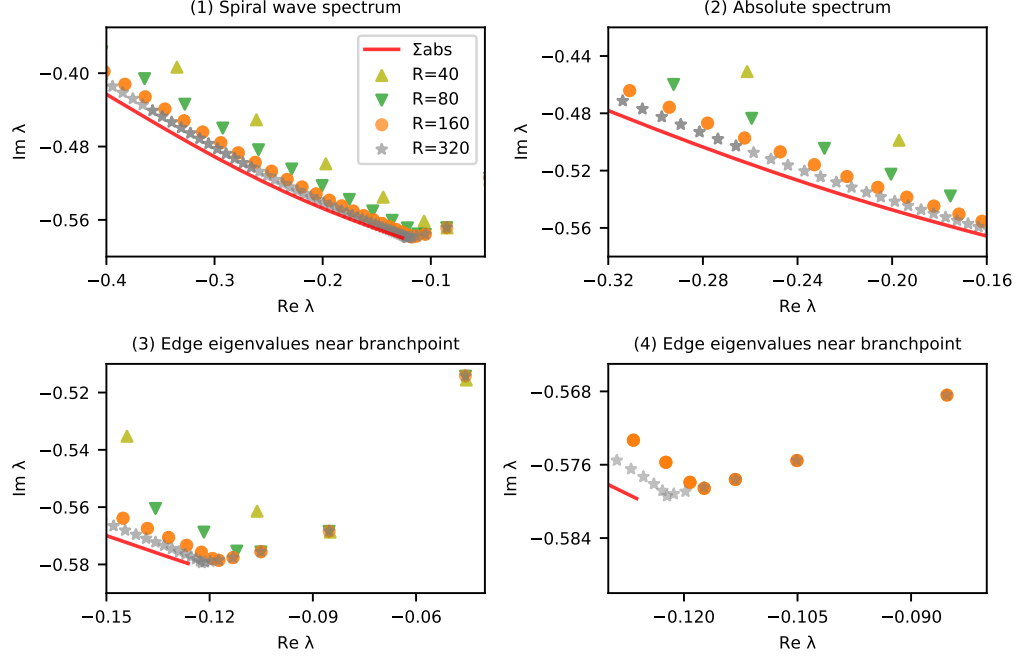 (1) Spiral wave spectrum
−0.40
−0.48
−0.56
Im λ
−0.4
−0.3
−0.2
−0.1
Re λ
Σabs
R=40
R=80
R=160
R=320
(2) Absolute spectrum
−0.44
−0.48
−0.52
−0.56
Im λ
−0.32
−0.28
−0.24
−0.20
−0.16
Re λ
(3) Edge eigenvalues near branchpoint
−0.52
−0.54
−0.56
−0.58
Im λ
−0.15
−0.12
−0.09
−0.06
Re λ
(4) Edge eigenvalues near branchpoint
−0.568
−0.576
−0.584
Im λ
−0.120
−0.105
−0.090
Re λ